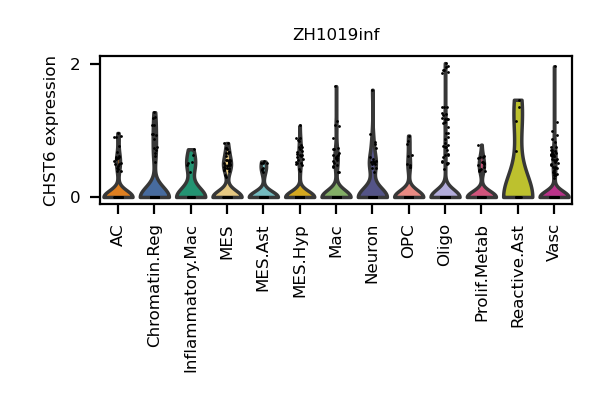 ZH1019inf
CHST6 expression
2
0
AC
Chromatin.Reg
Inflammatory.Mac
MES
MES.Ast
MES.Hyp
Mac
Neuron
OPC
Oligo
Prolif.Metab
Reactive.Ast
Vasc